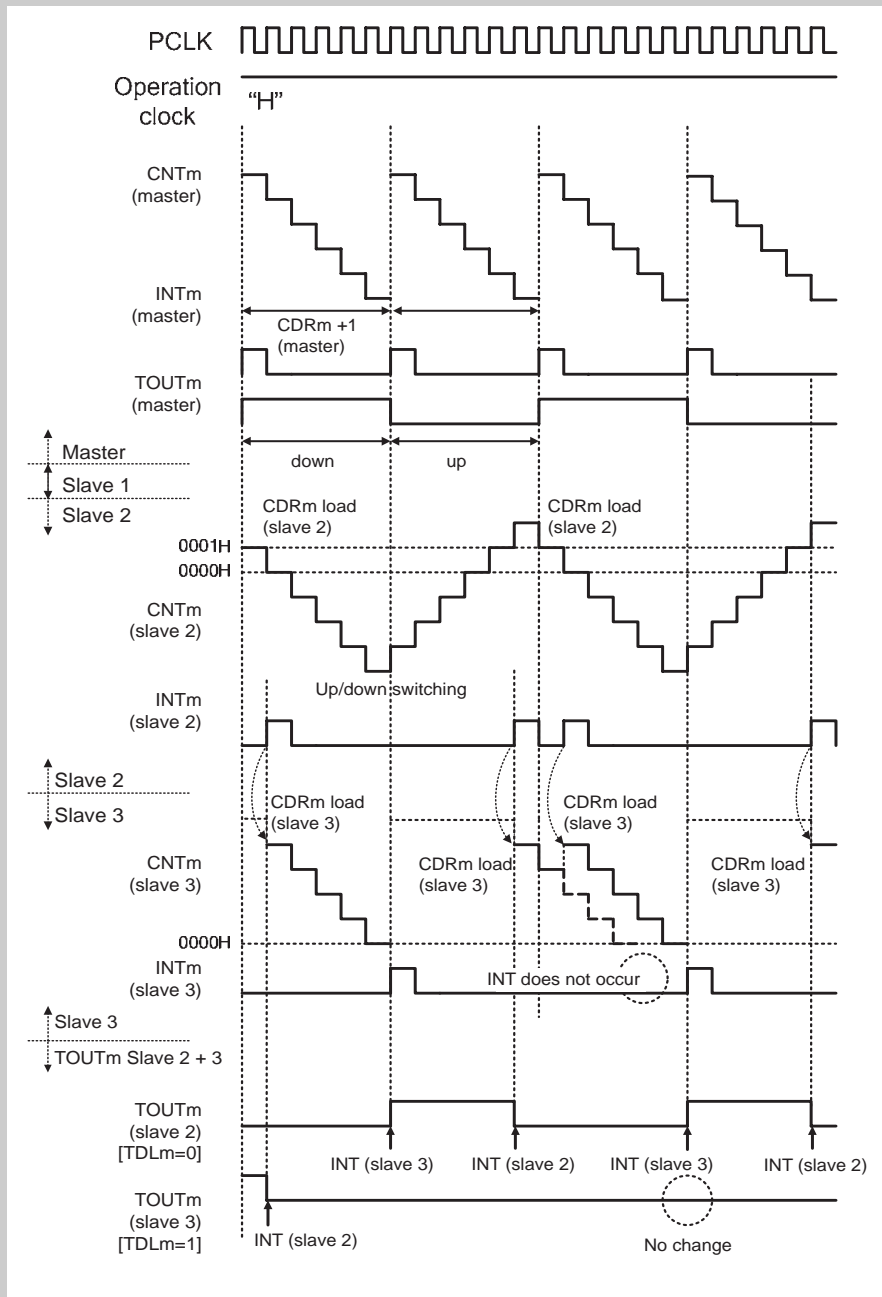 PCLK
Operation
clock
“H”
CNTm
(master)
INTm
(master)
CDRm +1
(master)
TOUTm
(master)
Master
down
up
Slave 1
Slave 2
CDRm load
(slave 2)
CDRm load
(slave 2)
0001H
0000H
CNTm
(slave 2)
Up/down switching
INTm
(slave 2)
Slave 2
Slave 3
CDRm load
(slave 3)
CDRm load
(slave 3)
CNTm
(slave 3)
CDRm load
(slave 3)
CDRm load
(slave 3)
0000H
INTm
(slave 3)
INT does not occur
Slave 3
TOUTm Slave 2 + 3
TOUTm
(slave 2)
[TDLm=0]
INT (slave 3)
INT (slave 2)
INT (slave 3)
INT (slave 2)
TOUTm
(slave 3)
[TDLm=1]
INT (slave 2)
No change